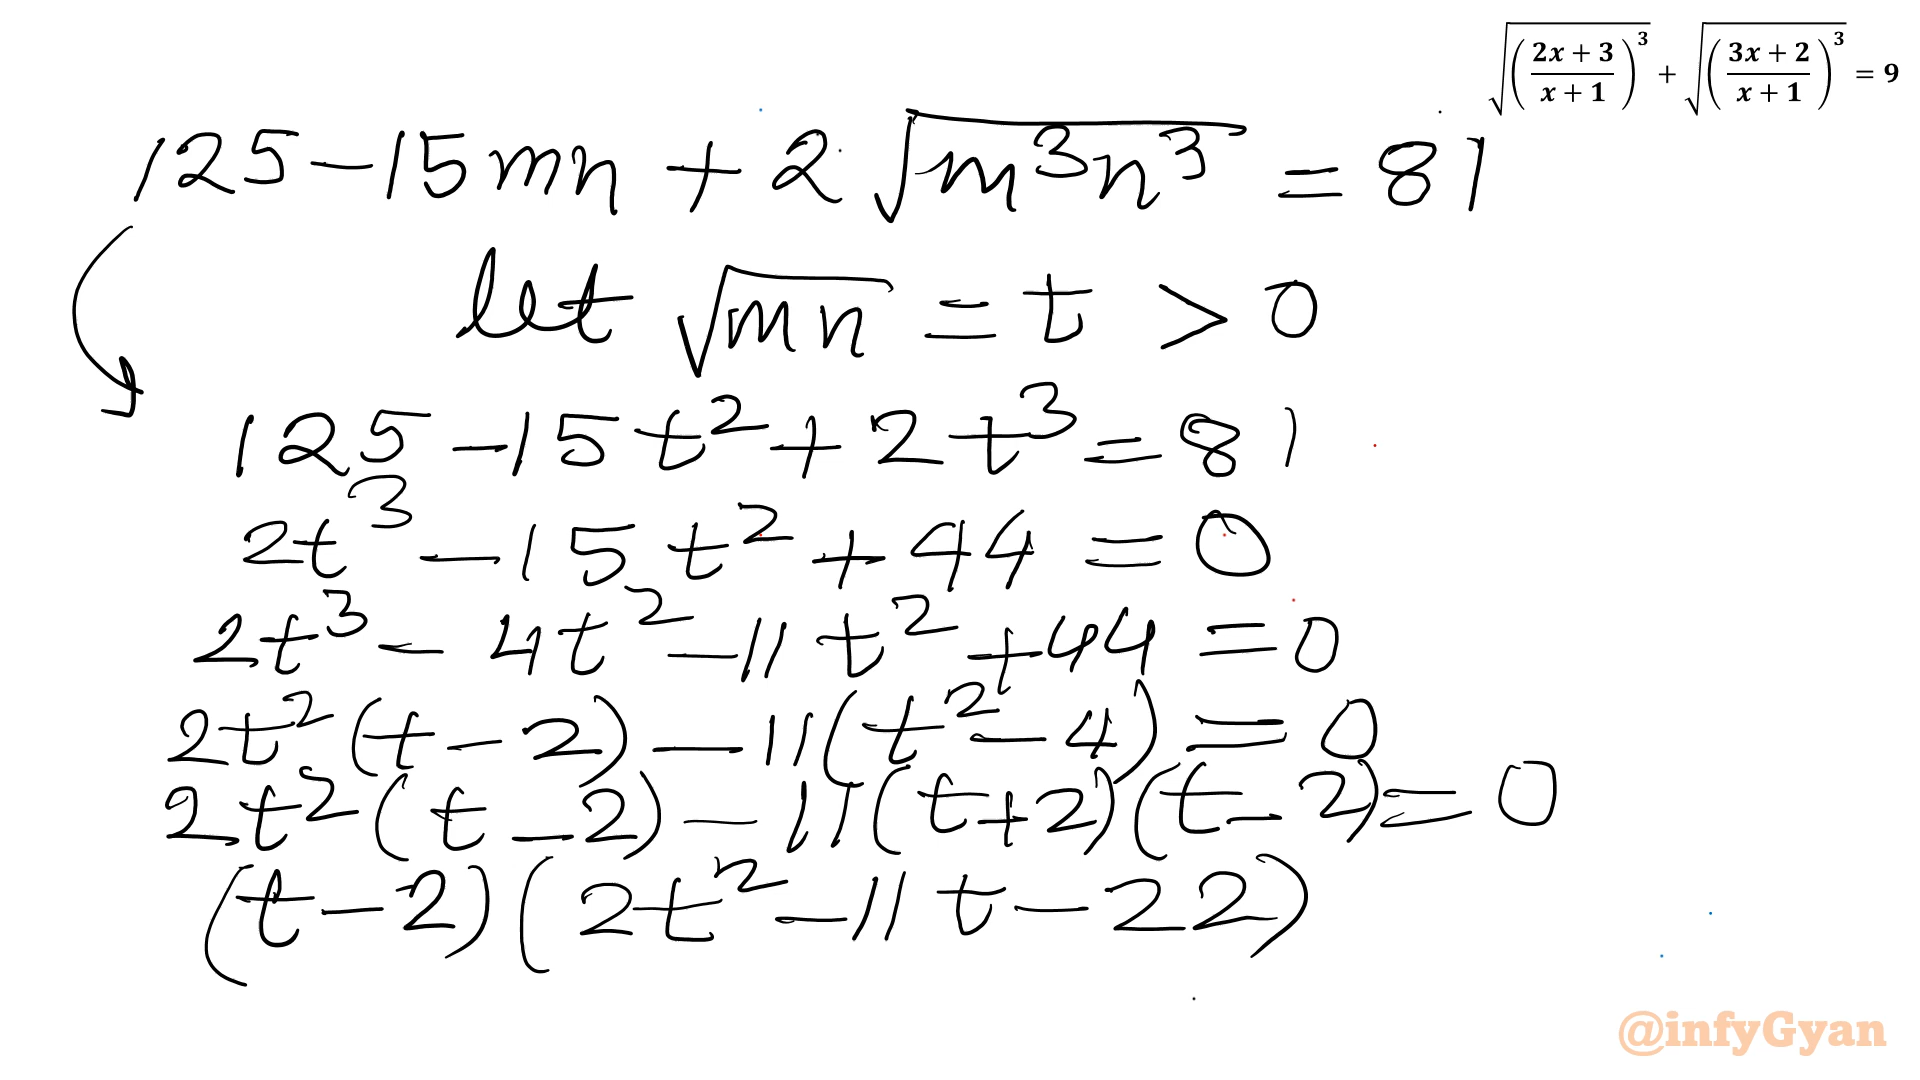 √((2x + 3)/(x + 1))³ + √((3x + 2)/(x + 1))³ = 9
125 - 15mn + 2√(m³n³) = 81
let √(mn) = t > 0
125 - 15t² + 2t³ = 81
2t³ - 15t² + 44 = 0
2t³ - 4t² - 11t² + 44 = 0
2t²(t - 2) - 11(t² - 4) = 0
2t²(t - 2) - 11(t + 2)(t - 2) = 0
(t - 2)(2t² - 11t - 22)
@infyGyan